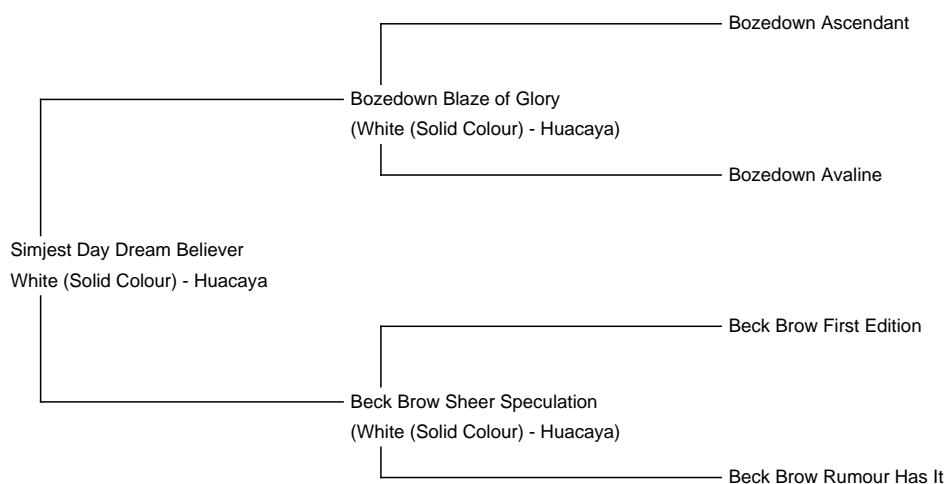 Bozedown Ascendant
Bozedown Blaze of Glory
(White (Solid Colour) - Huacaya)
Bozedown Avaline
Simjest Day Dream Believer
White (Solid Colour) - Huacaya
Beck Brow First Edition
Beck Brow Sheer Speculation
(White (Solid Colour) - Huacaya)
Beck Brow Rumour Has It